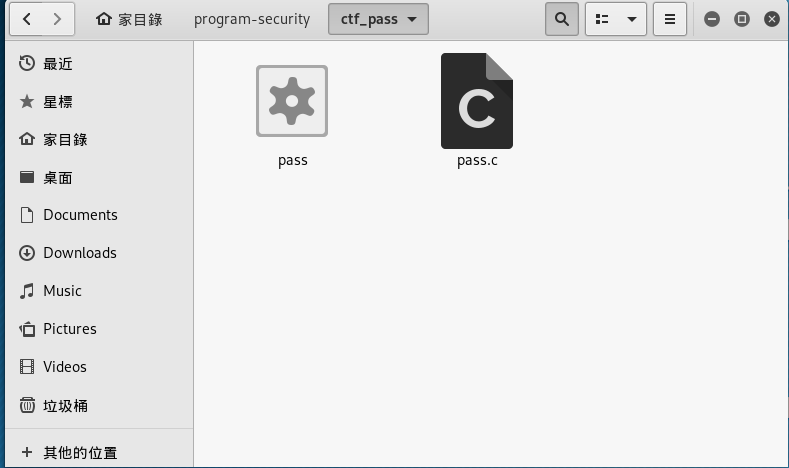 家目錄 program-security ctf_pass
最近
星標
家目錄
桌面
Documents
Downloads
Music
Pictures
Videos
垃圾桶
其他的位置
pass pass.c